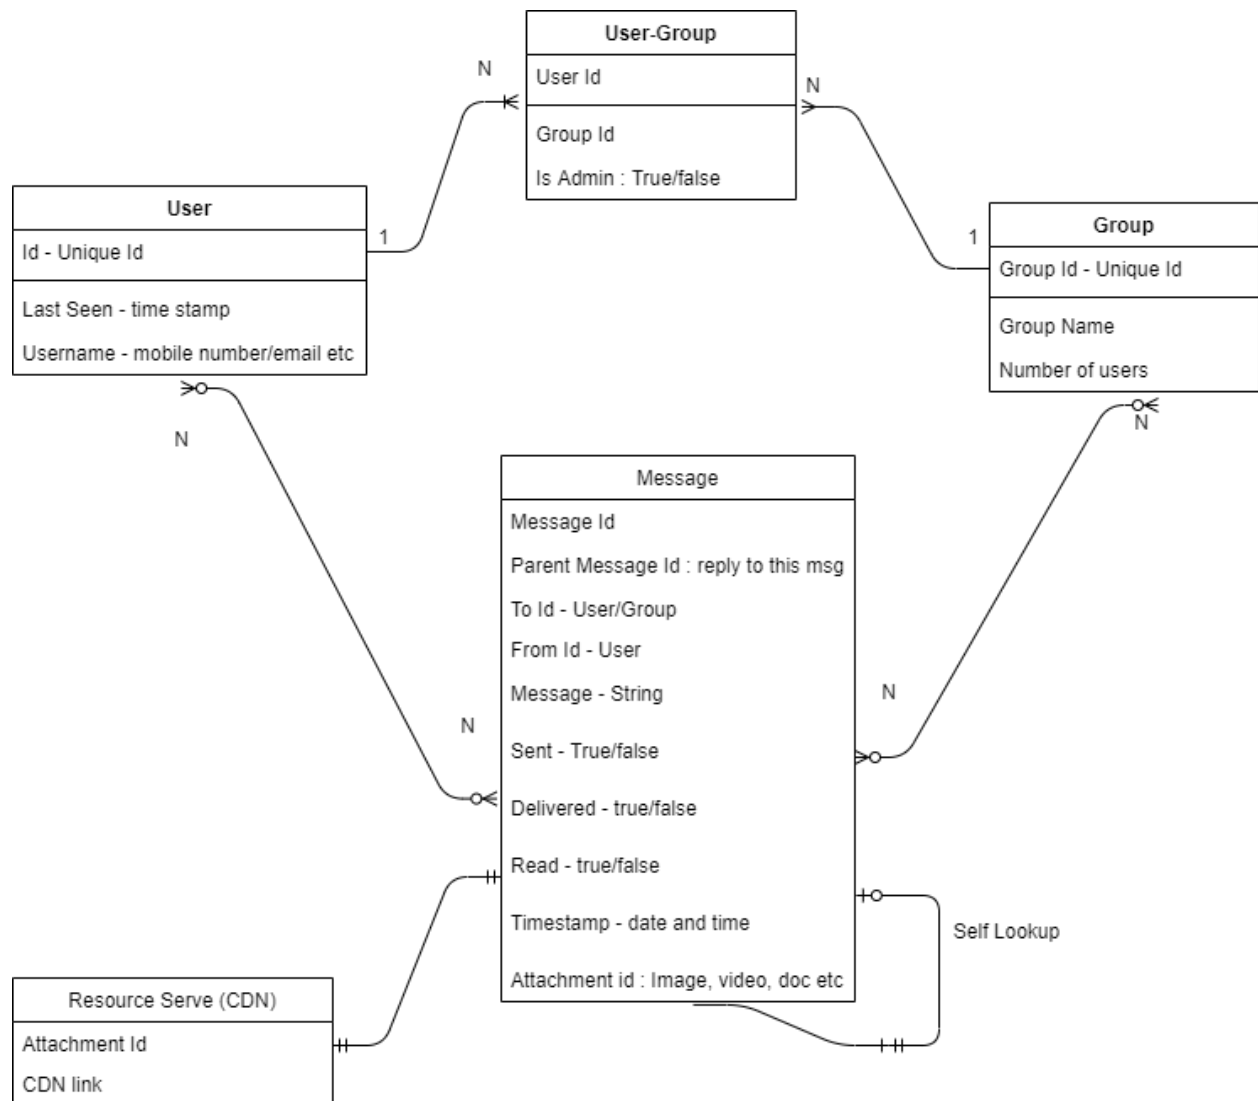 User-Group
User Id
Group Id
Is Admin : True/false
N
N
User
Id - Unique Id
Last Seen - time stamp
Username - mobile number/email etc
1
1
Group
Group Id - Unique Id
Group Name
Number of users
N
N
Message
Message Id
Parent Message Id : reply to this msg
To Id - User/Group
From Id - User
Message - String
Sent - True/false
Delivered - true/false
Read - true/false
Timestamp - date and time
Attachment id : Image, video, doc etc
N
N
Self Lookup
Resource Serve (CDN)
Attachment Id
CDN link